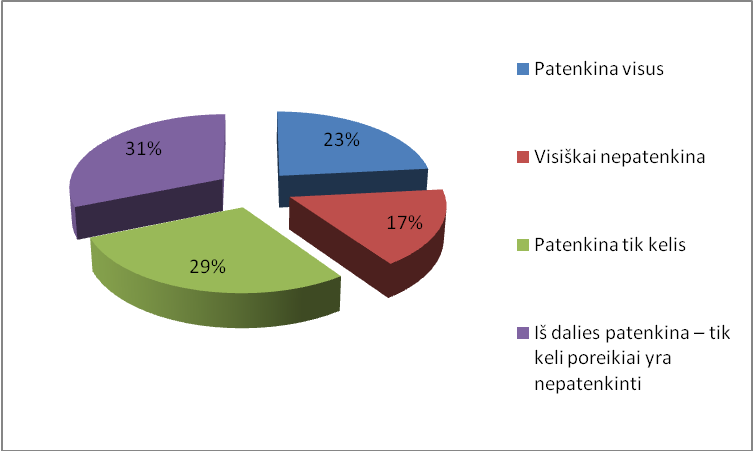 23%
17%
29%
31%
Patenkina visus
Visiškai nepatenkina
Patenkina tik kelis
Iš dalies patenkina – tik
keli poreikiai yra
nepatenkinti